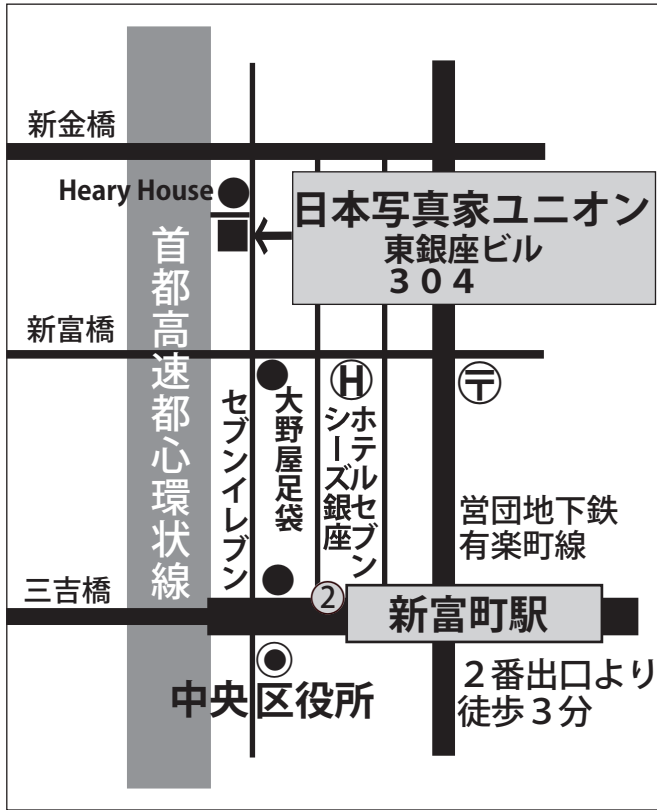 新金橋
Heary House
日本写真家ユニオン
東銀座ビル
３０４
首都高速都心環状線
新富橋
H
〒
セブンイレブン
大野屋足袋
ホテルセブン
シーズ銀座
営団地下鉄
有楽町線
三吉橋
2
新富町駅
中央区役所
２番出口より
徒歩３分